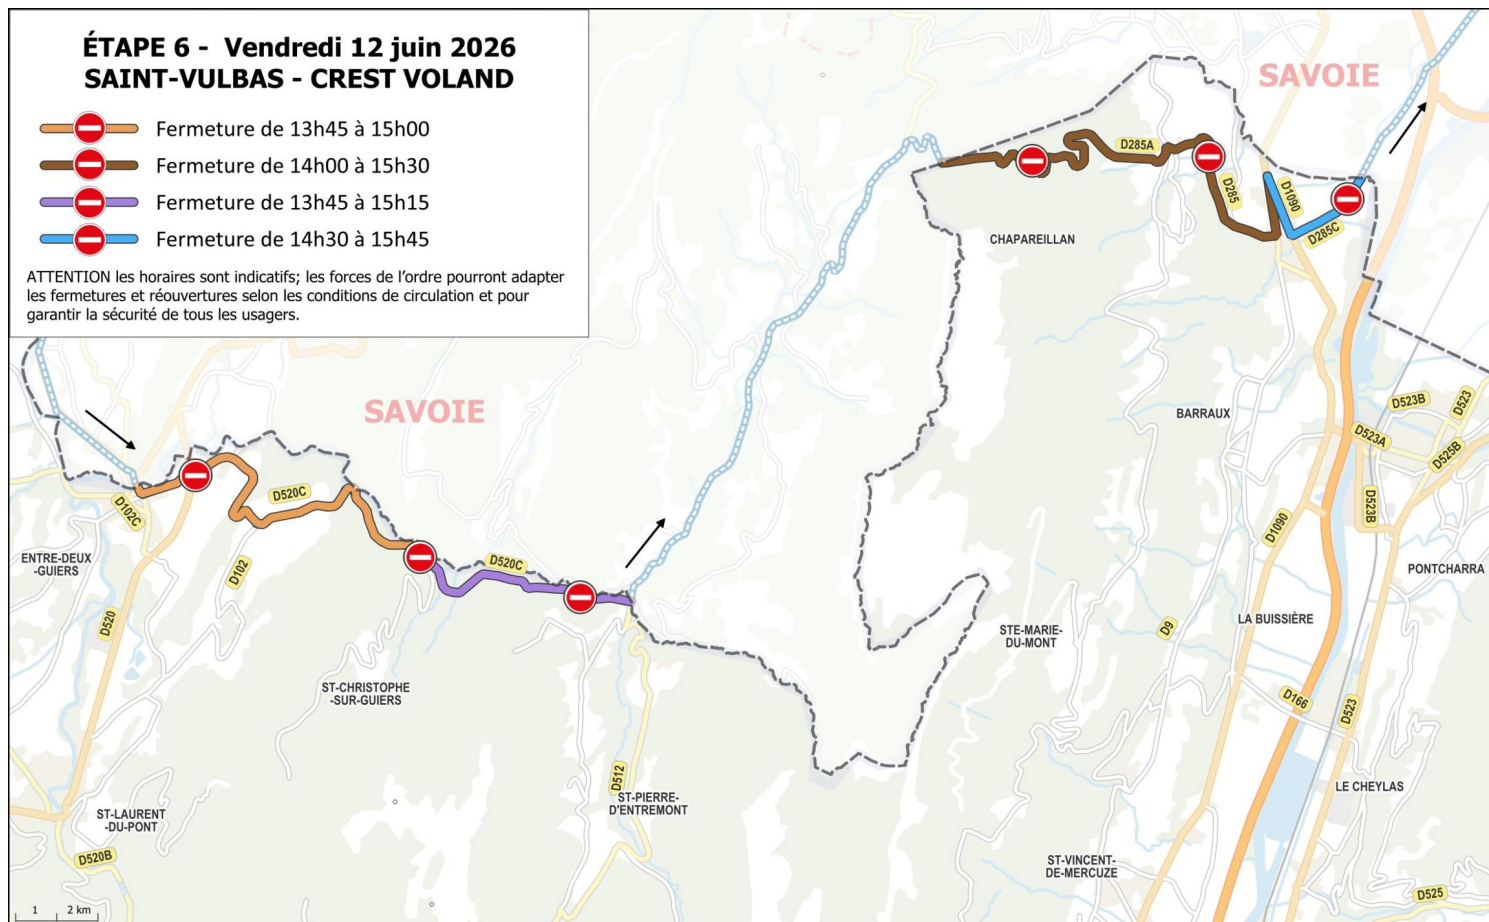 ÉTAPE 6 - Vendredi 12 juin 2026
SAINT-VULBAS - CREST VOLAND
Fermeture de 13h45 à 15h00
Fermeture de 14h00 à 15h30
Fermeture de 13h45 à 15h15
Fermeture de 14h30 à 15h45
ATTENTION les horaires sont indicatifs; les forces de l'ordre pourront adapter
les fermetures et réouvertures selon les conditions de circulation et pour
garantir la sécurité de tous les usagers.
SAVOIE
D285A
D285
D1090
D285C
CHAPAREILLAN
SAVOIE
BARRAUX
D523B
D523
D523A
D525B
D520C
D102C
D523B
D1090
ENTRE-DEUX
-GUIERS
D102
D520C
PONTCHARRA
D520
STE-MARIE-
DU-MONT
D9
LA BUISSIÈRE
ST-CHRISTOPHE
-SUR-GUIERS
D166
D523
D512
ST-PIERRE-
D'ENTREMONT
LE CHEYLAS
ST-LAURENT
-DU-PONT
D520B
ST-VINCENT-
DE-MERCUZE
D525
1 2 km